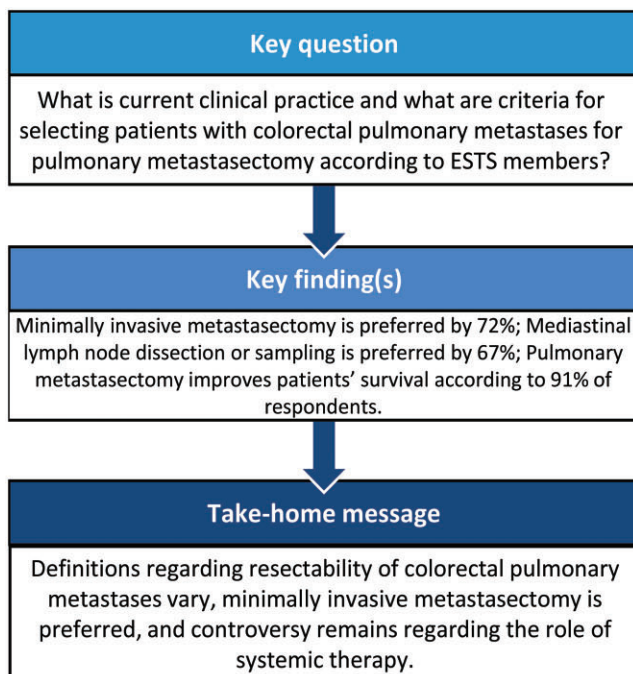 Key question
What is current clinical practice and what are criteria for
selecting patients with colorectal pulmonary metastases for
pulmonary metastasectomy according to ESTS members?
Key finding(s)
Minimally invasive metastasectomy is preferred by 72%; Mediastinal
lymph node dissection or sampling is preferred by 67%; Pulmonary
metastasectomy improves patients’ survival according to 91% of
respondents.
Take-home message
Definitions regarding resectability of colorectal pulmonary
metastases vary, minimally invasive metastasectomy is
preferred, and controversy remains regarding the role of
systemic therapy.